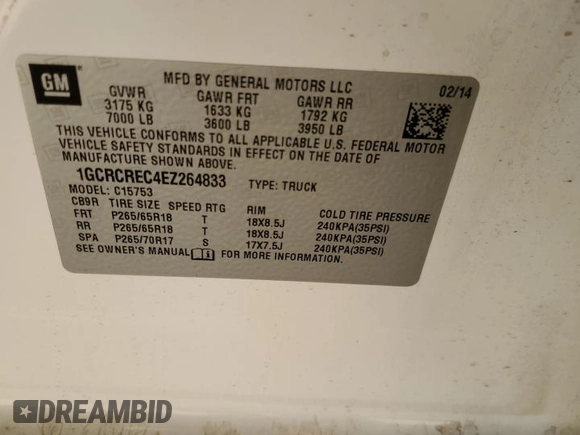 GM
MFD BY GENERAL MOTORS LLC
02/14
GVWR GAWR FRT GAWR RR
3175 KG 1633 KG 1792 KG
7000 LB 3600 LB 3950 LB
THIS VEHICLE CONFORMS TO ALL APPLICABLE U.S. FEDERAL MOTOR
VEHICLE SAFETY STANDARDS IN EFFECT ON THE DATE OF
MANUFACTURE SHOWN ABOVE.
1GCRCREC4EZ264833 TYPE: TRUCK
MODEL: C15753
CB9R TIRE SIZE SPEED RTG RIM COLD TIRE PRESSURE
FRT P265/65R18 T 18X8.5J 240KPA(35PSI)
RR P265/65R18 T 18X8.5J 240KPA(35PSI)
SPA P265/70R17 S 17X7.5J 240KPA(35PSI)
SEE OWNER'S MANUAL FOR MORE INFORMATION.
DREAMBID